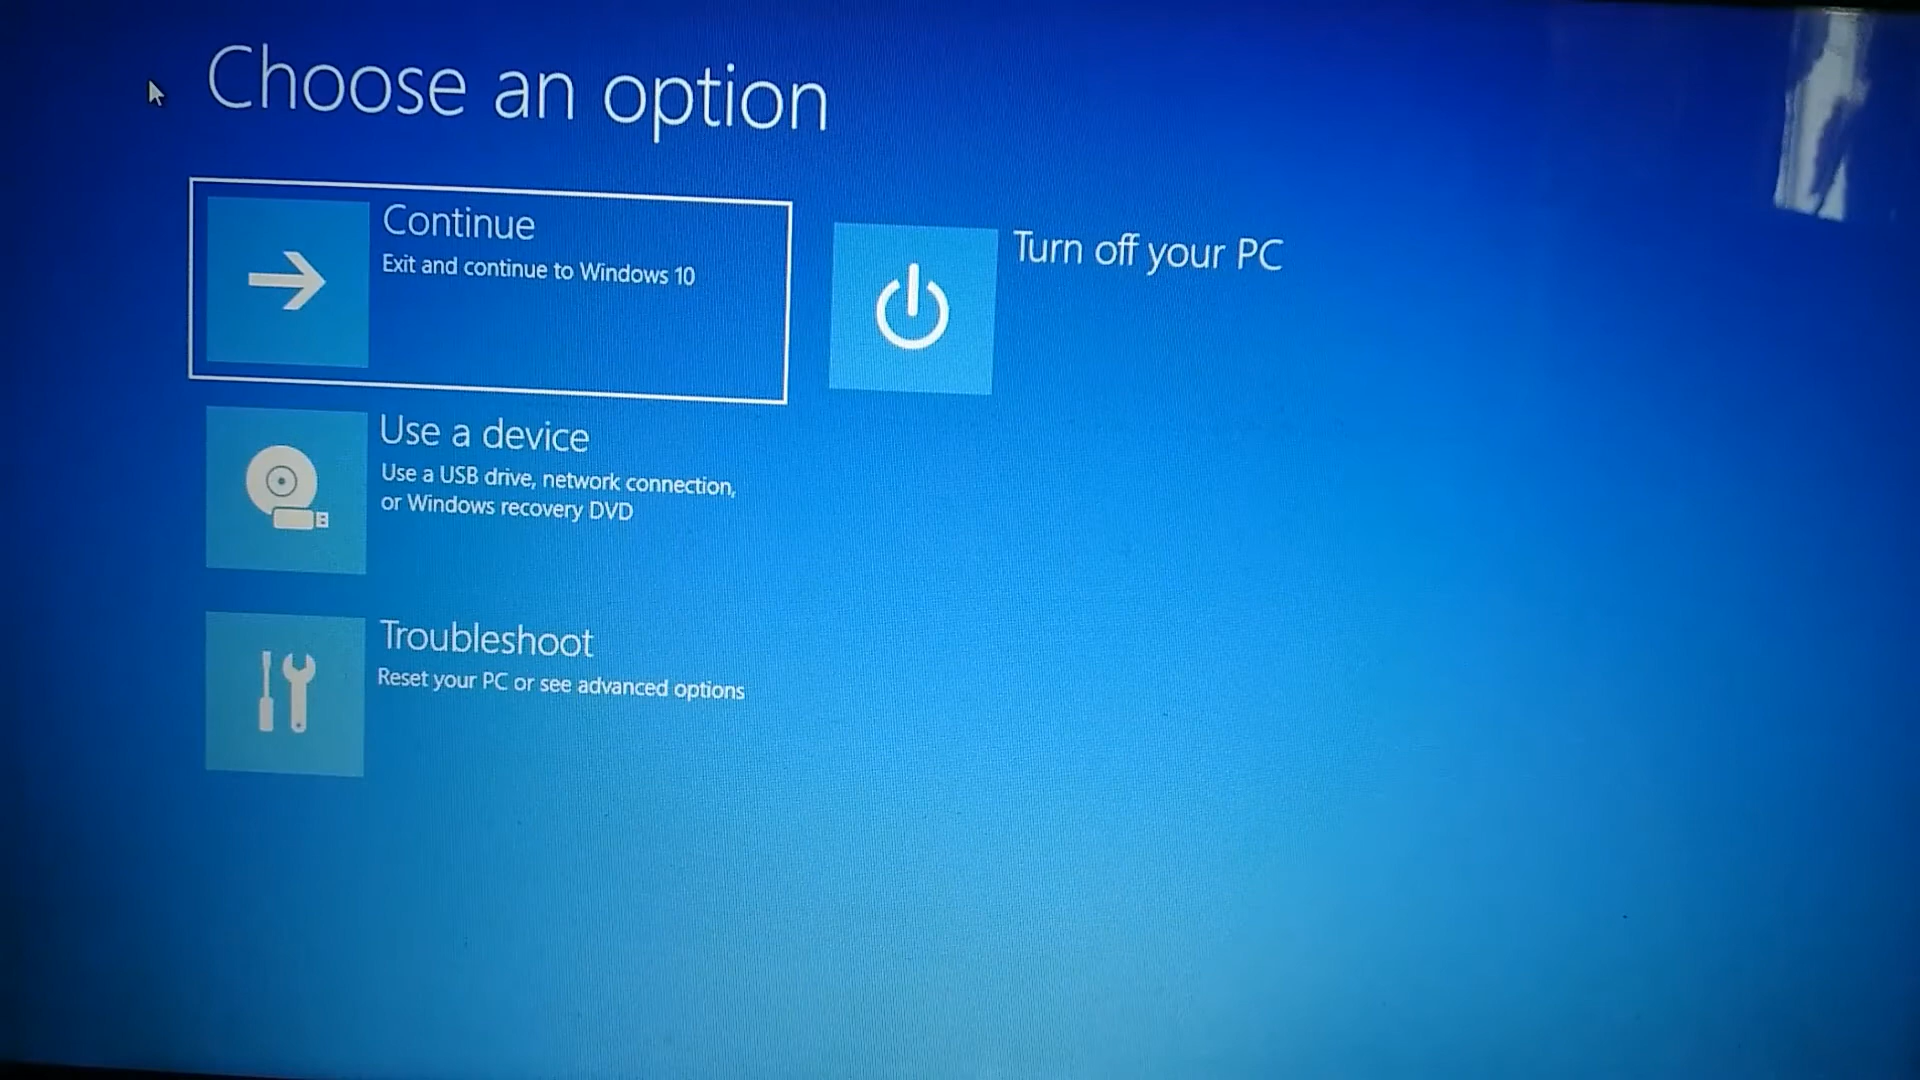 Choose an option
Continue
Exit and continue to Windows 10
Turn off your PC
Use a device
Use a USB drive, network connection,
or Windows recovery DVD
Troubleshoot
Reset your PC or see advanced options